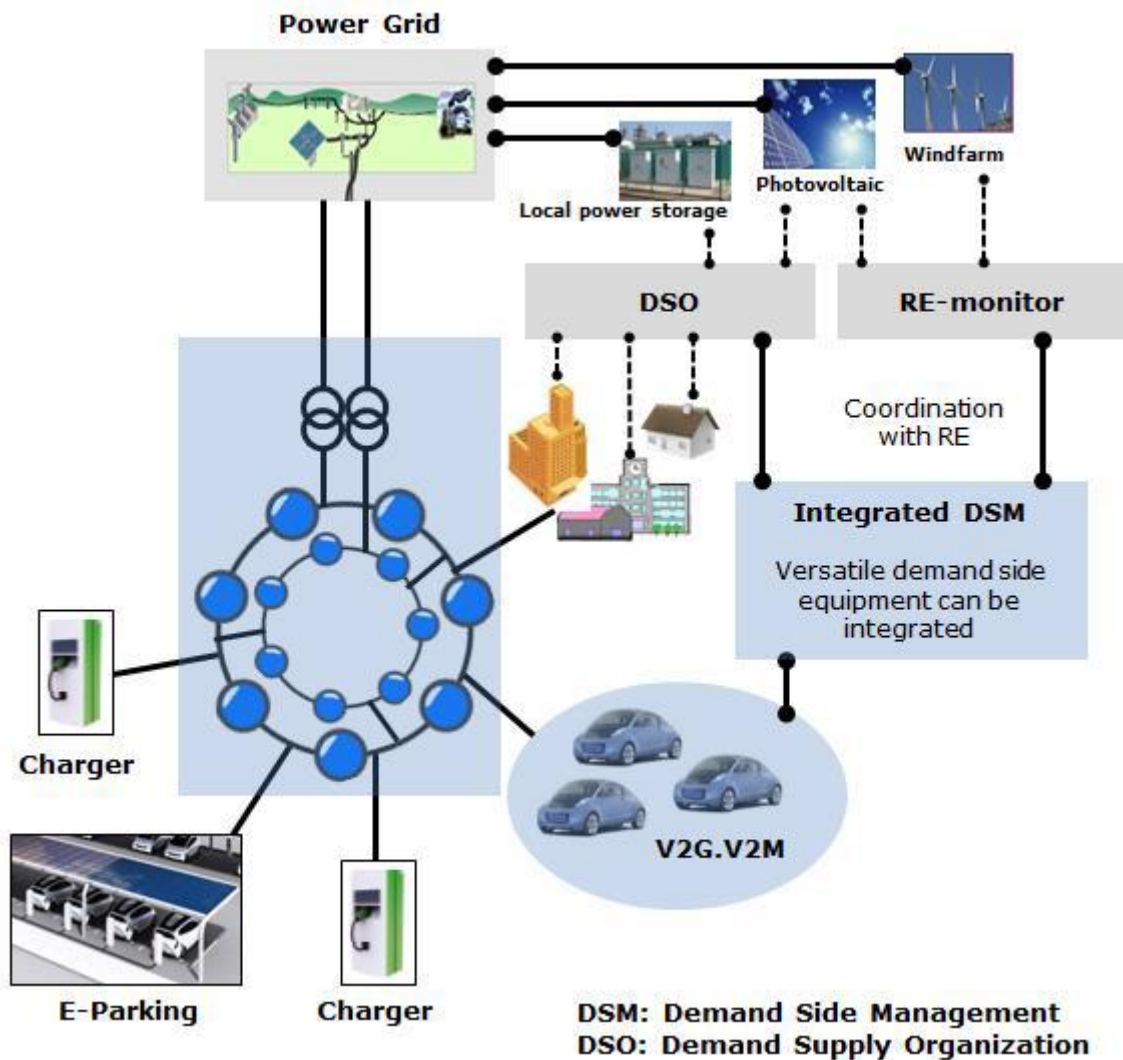 Power Grid
Windfarm
Photovoltaic
Local power storage
DSO
RE-monitor
Coordination
with RE
Integrated DSM
Versatile demand side
equipment can be
integrated
Charger
V2G.V2M
E-Parking
Charger
DSM: Demand Side Management
DSO: Demand Supply Organization